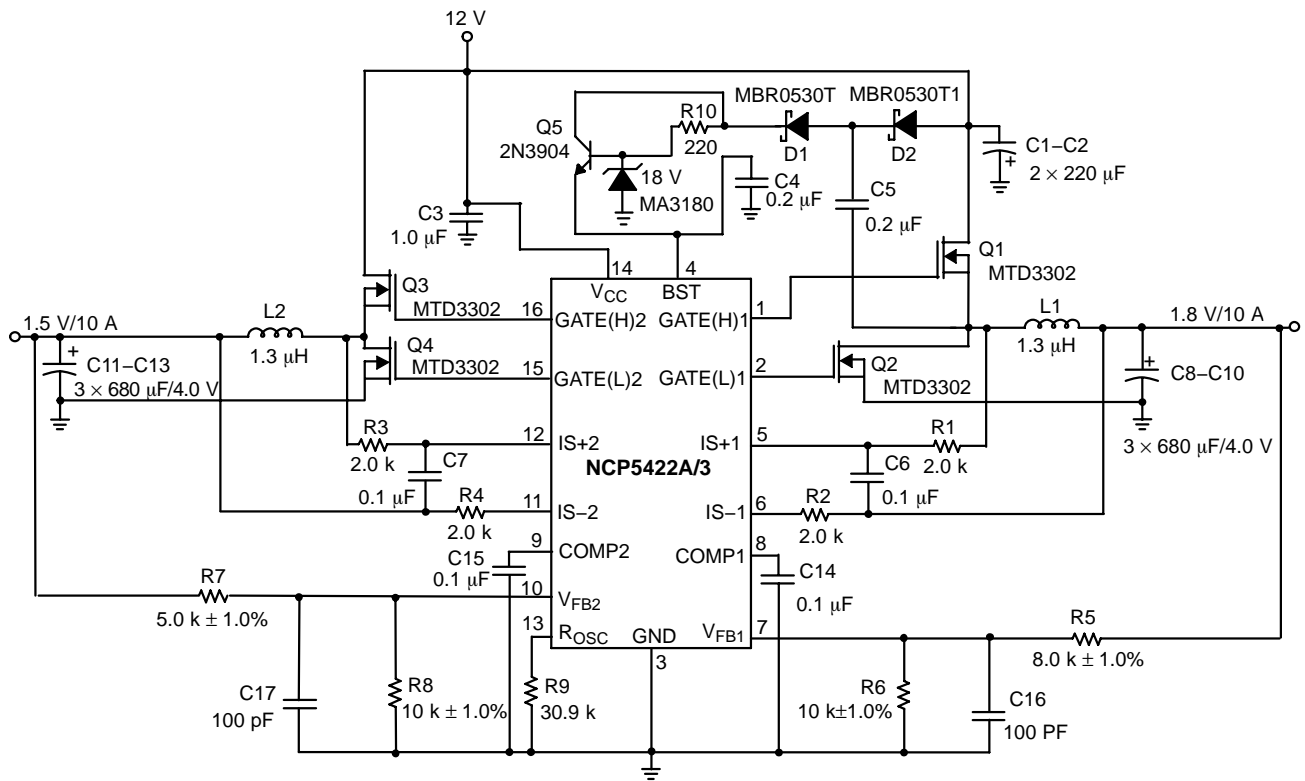 12 V
MBR0530T
MBR0530T1
R10
220
D1
D2
Q5
2N3904
18 V
MA3180
C4
0.2 μF
C5
0.2 μF
C1–C2
2 × 220 μF
C3
1.0 μF
Q1
MTD3302
14
4
VCC
BST
Q3
MTD3302
16
GATE(H)2
GATE(H)1
1
1.5 V/10 A
L2
1.3 μH
L1
1.3 μH
1.8 V/10 A
Q4
MTD3302
15
GATE(L)2
GATE(L)1
2
Q2
MTD3302
C11–C13
3 × 680 μF/4.0 V
C8–C10
3 × 680 μF/4.0 V
R3
2.0 k
12
IS+2
IS+1
5
R1
2.0 k
C7
0.1 μF
NCP5422A/3
C6
0.1 μF
R4
2.0 k
11
IS–2
IS–1
6
R2
2.0 k
9
COMP2
COMP1
8
C15
0.1 μF
C14
0.1 μF
R7
5.0 k ± 1.0%
10
VFB2
13
ROSC
GND
3
VFB1
7
R5
8.0 k ± 1.0%
C17
100 pF
R8
10 k ± 1.0%
R9
30.9 k
R6
10 k±1.0%
C16
100 PF